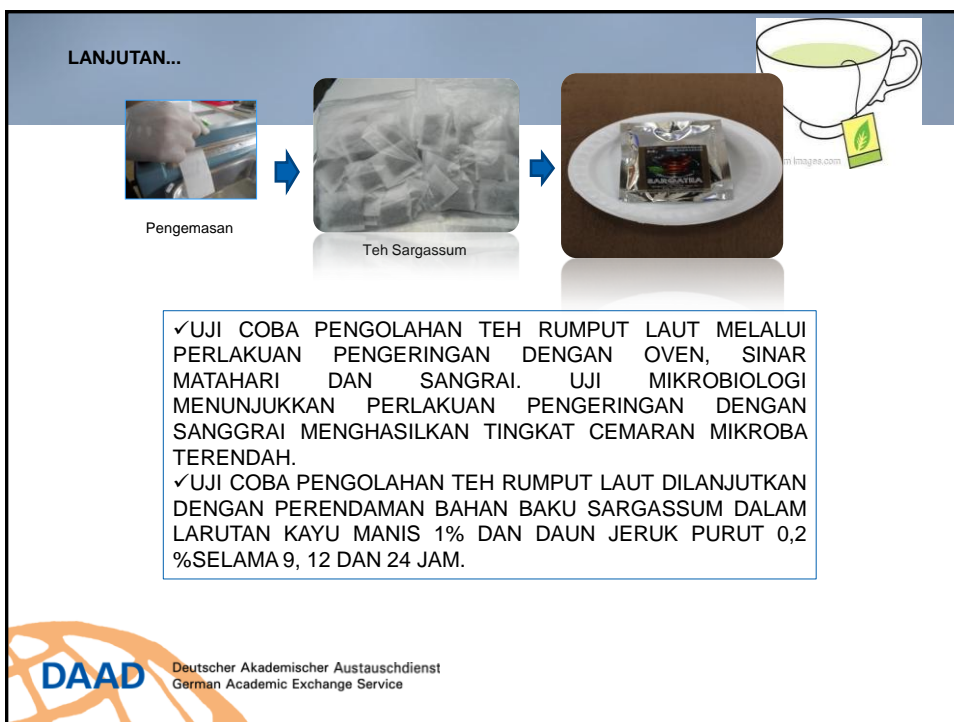 LANJUTAN...
m images.com
SARGATEA
Pengemasan
Teh Sargassum
✓UJI COBA PENGOLAHAN TEH RUMPUT LAUT MELALUI
PERLAKUAN PENGERINGAN DENGAN OVEN, SINAR
MATAHARI DAN SANGRAI. UJI MIKROBIOLOGI
MENUNJUKKAN PERLAKUAN PENGERINGAN DENGAN
SANGGRAI MENGHASILKAN TINGKAT CEMARAN MIKROBA
TERENDAH.
✓UJI COBA PENGOLAHAN TEH RUMPUT LAUT DILANJUTKAN
DENGAN PERENDAMAN BAHAN BAKU SARGASSUM DALAM
LARUTAN KAYU MANIS 1% DAN DAUN JERUK PURUT 0,2
%SELAMA 9, 12 DAN 24 JAM.
DAAD
Deutscher Akademischer Austauschdienst
German Academic Exchange Service